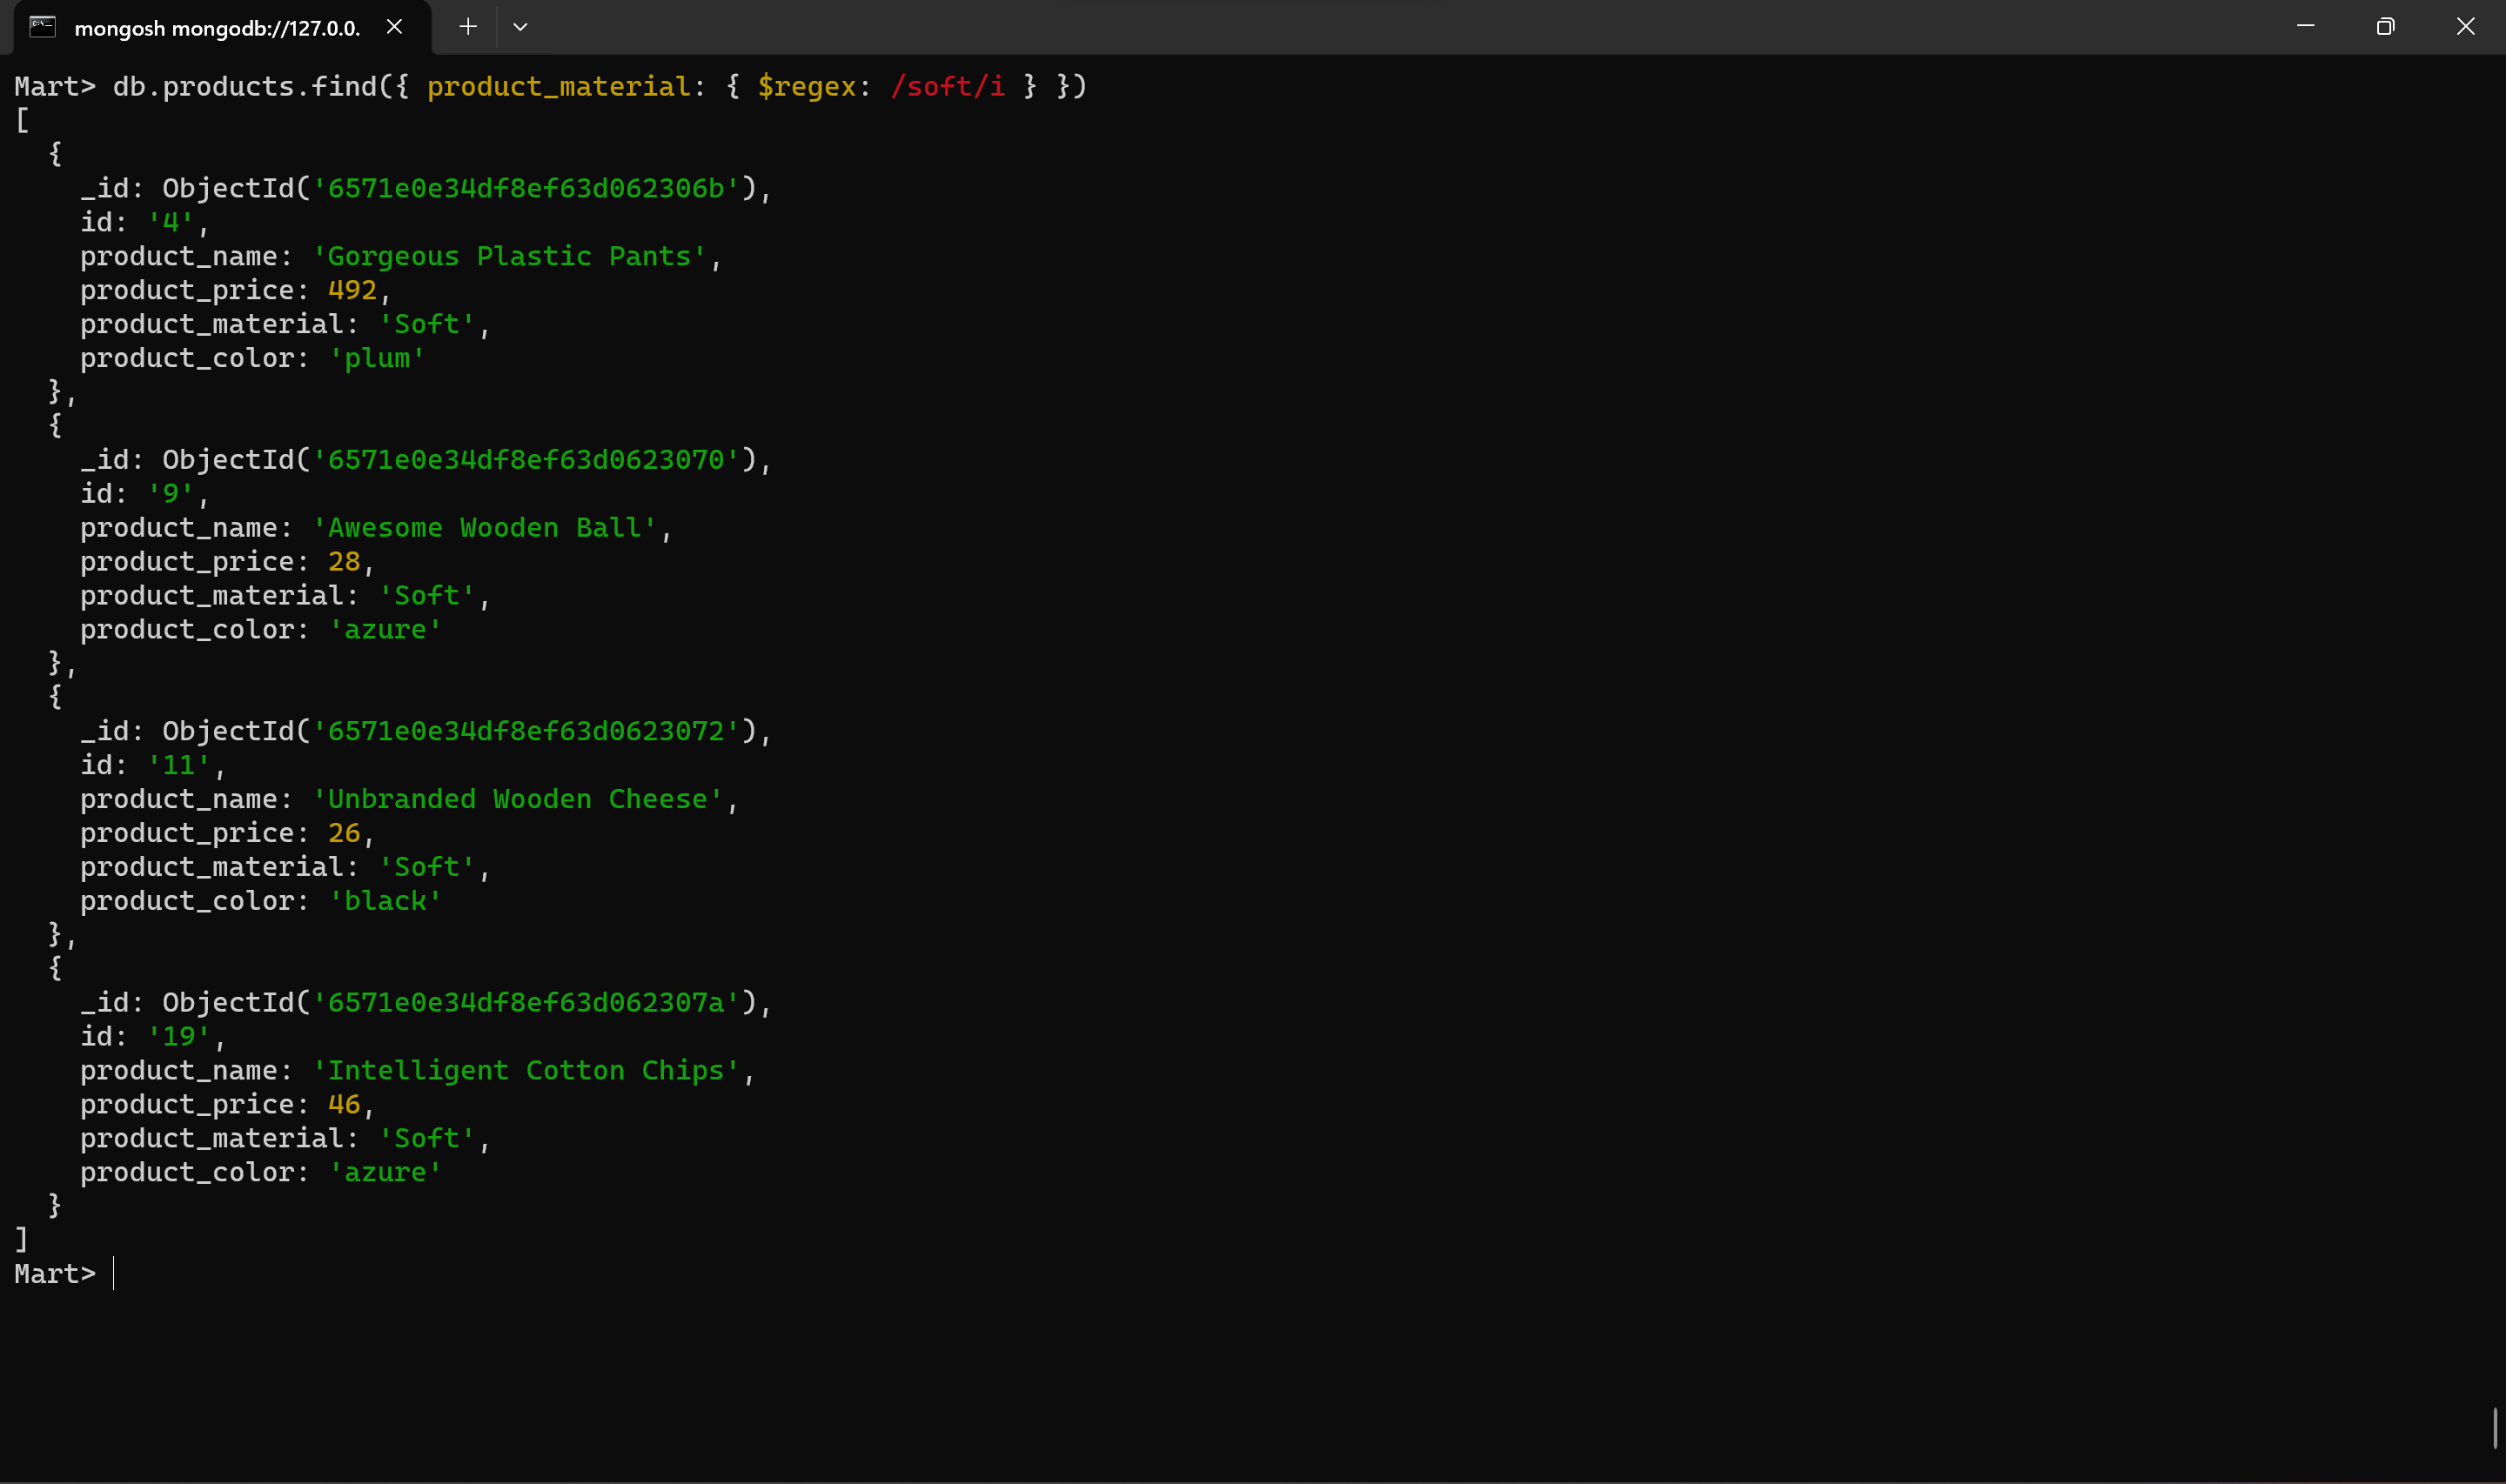 mongosh mongodb://127.0.0.
Mart> db.products.find({ product_material: { $regex: /soft/i } })
[
  {
    _id: ObjectId('6571e0e34df8ef63d062306b'),
    id: '4',
    product_name: 'Gorgeous Plastic Pants',
    product_price: 492,
    product_material: 'Soft',
    product_color: 'plum'
  },
  {
    _id: ObjectId('6571e0e34df8ef63d0623070'),
    id: '9',
    product_name: 'Awesome Wooden Ball',
    product_price: 28,
    product_material: 'Soft',
    product_color: 'azure'
  },
  {
    _id: ObjectId('6571e0e34df8ef63d0623072'),
    id: '11',
    product_name: 'Unbranded Wooden Cheese',
    product_price: 26,
    product_material: 'Soft',
    product_color: 'black'
  },
  {
    _id: ObjectId('6571e0e34df8ef63d062307a'),
    id: '19',
    product_name: 'Intelligent Cotton Chips',
    product_price: 46,
    product_material: 'Soft',
    product_color: 'azure'
  }
]
Mart>